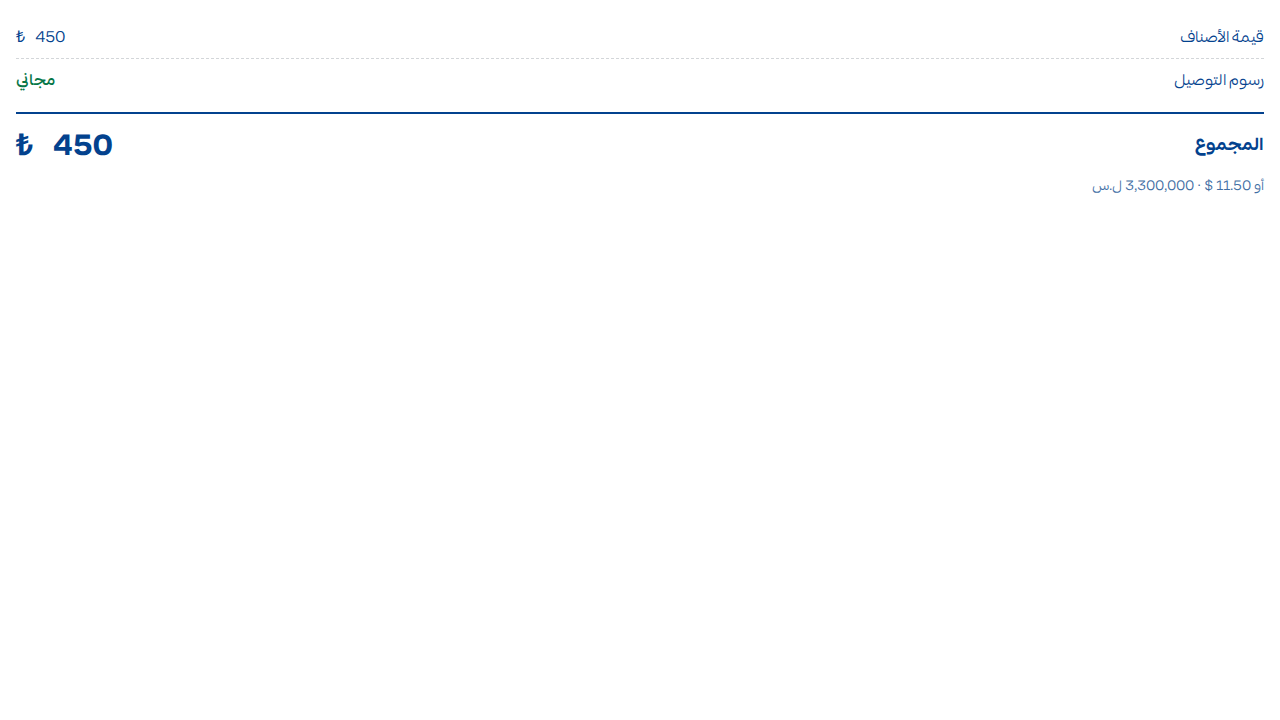 قيمة الأصناف 450 ₺
رسوم التوصيل مجاني
المجموع 450 ₺
أو 11.50 $ · 3,300,000 ل.س